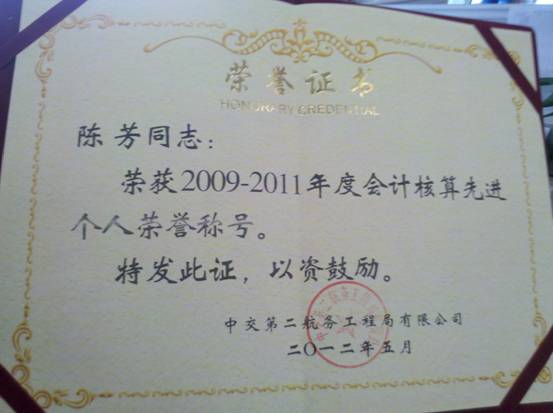 荣誉证书
HONORARY CREDENTIAL
陈芳同志：
荣获2009-2011年度会计核算先进
个人荣誉称号。
特发此证，以资鼓励。
中交第二航务工程局有限公司
二〇一二年五月